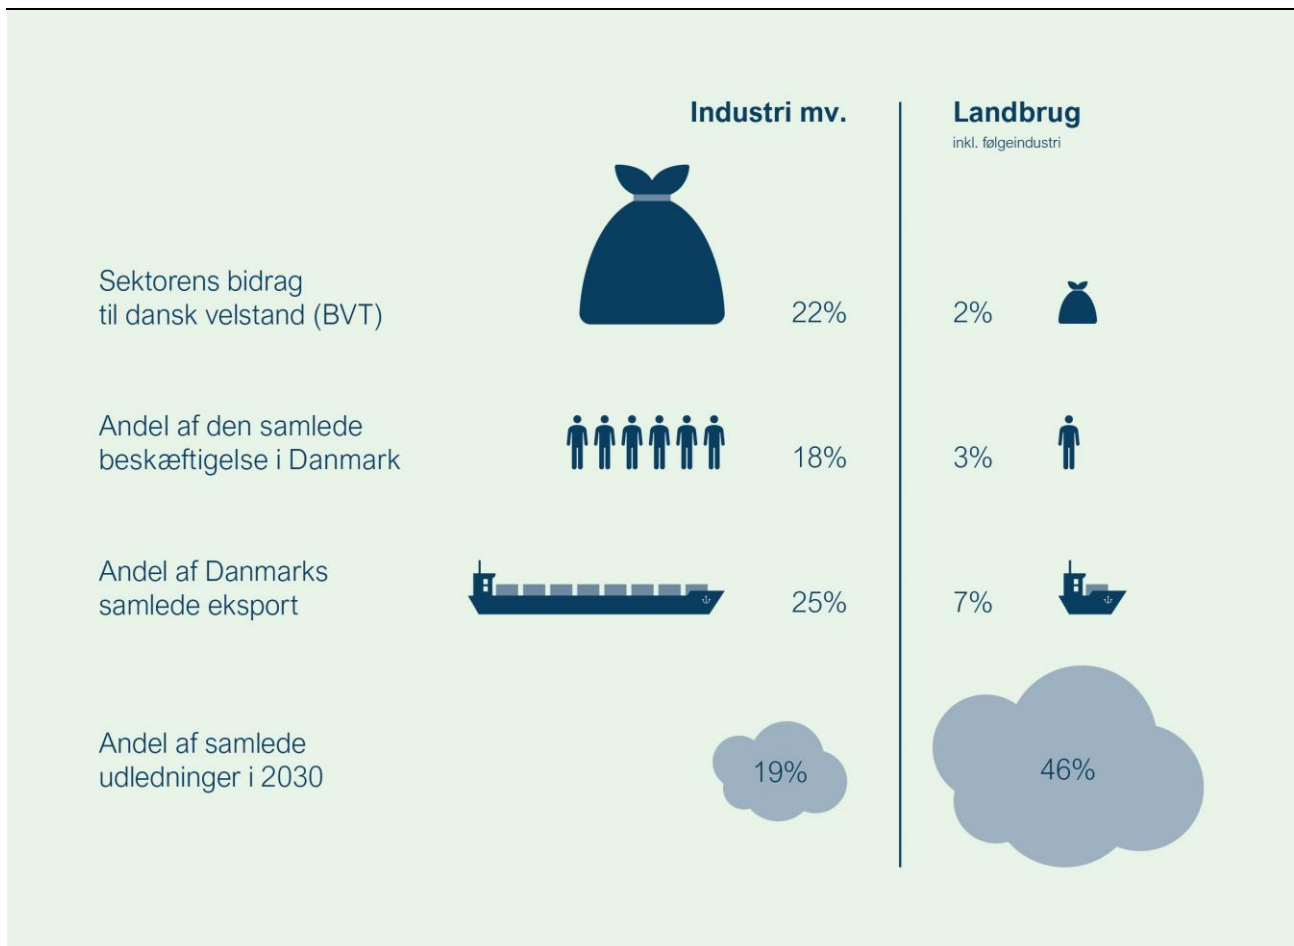 Industri mv.
Landbrug
inkl. følgeindustri
Sektorens bidrag
til dansk velstand (BVT)
22%
2%
Andel af den samlede
beskæftigelse i Danmark
18%
3%
Andel af Danmarks
samlede eksport
25%
7%
Andel af samlede
udledninger i 2030
19%
46%